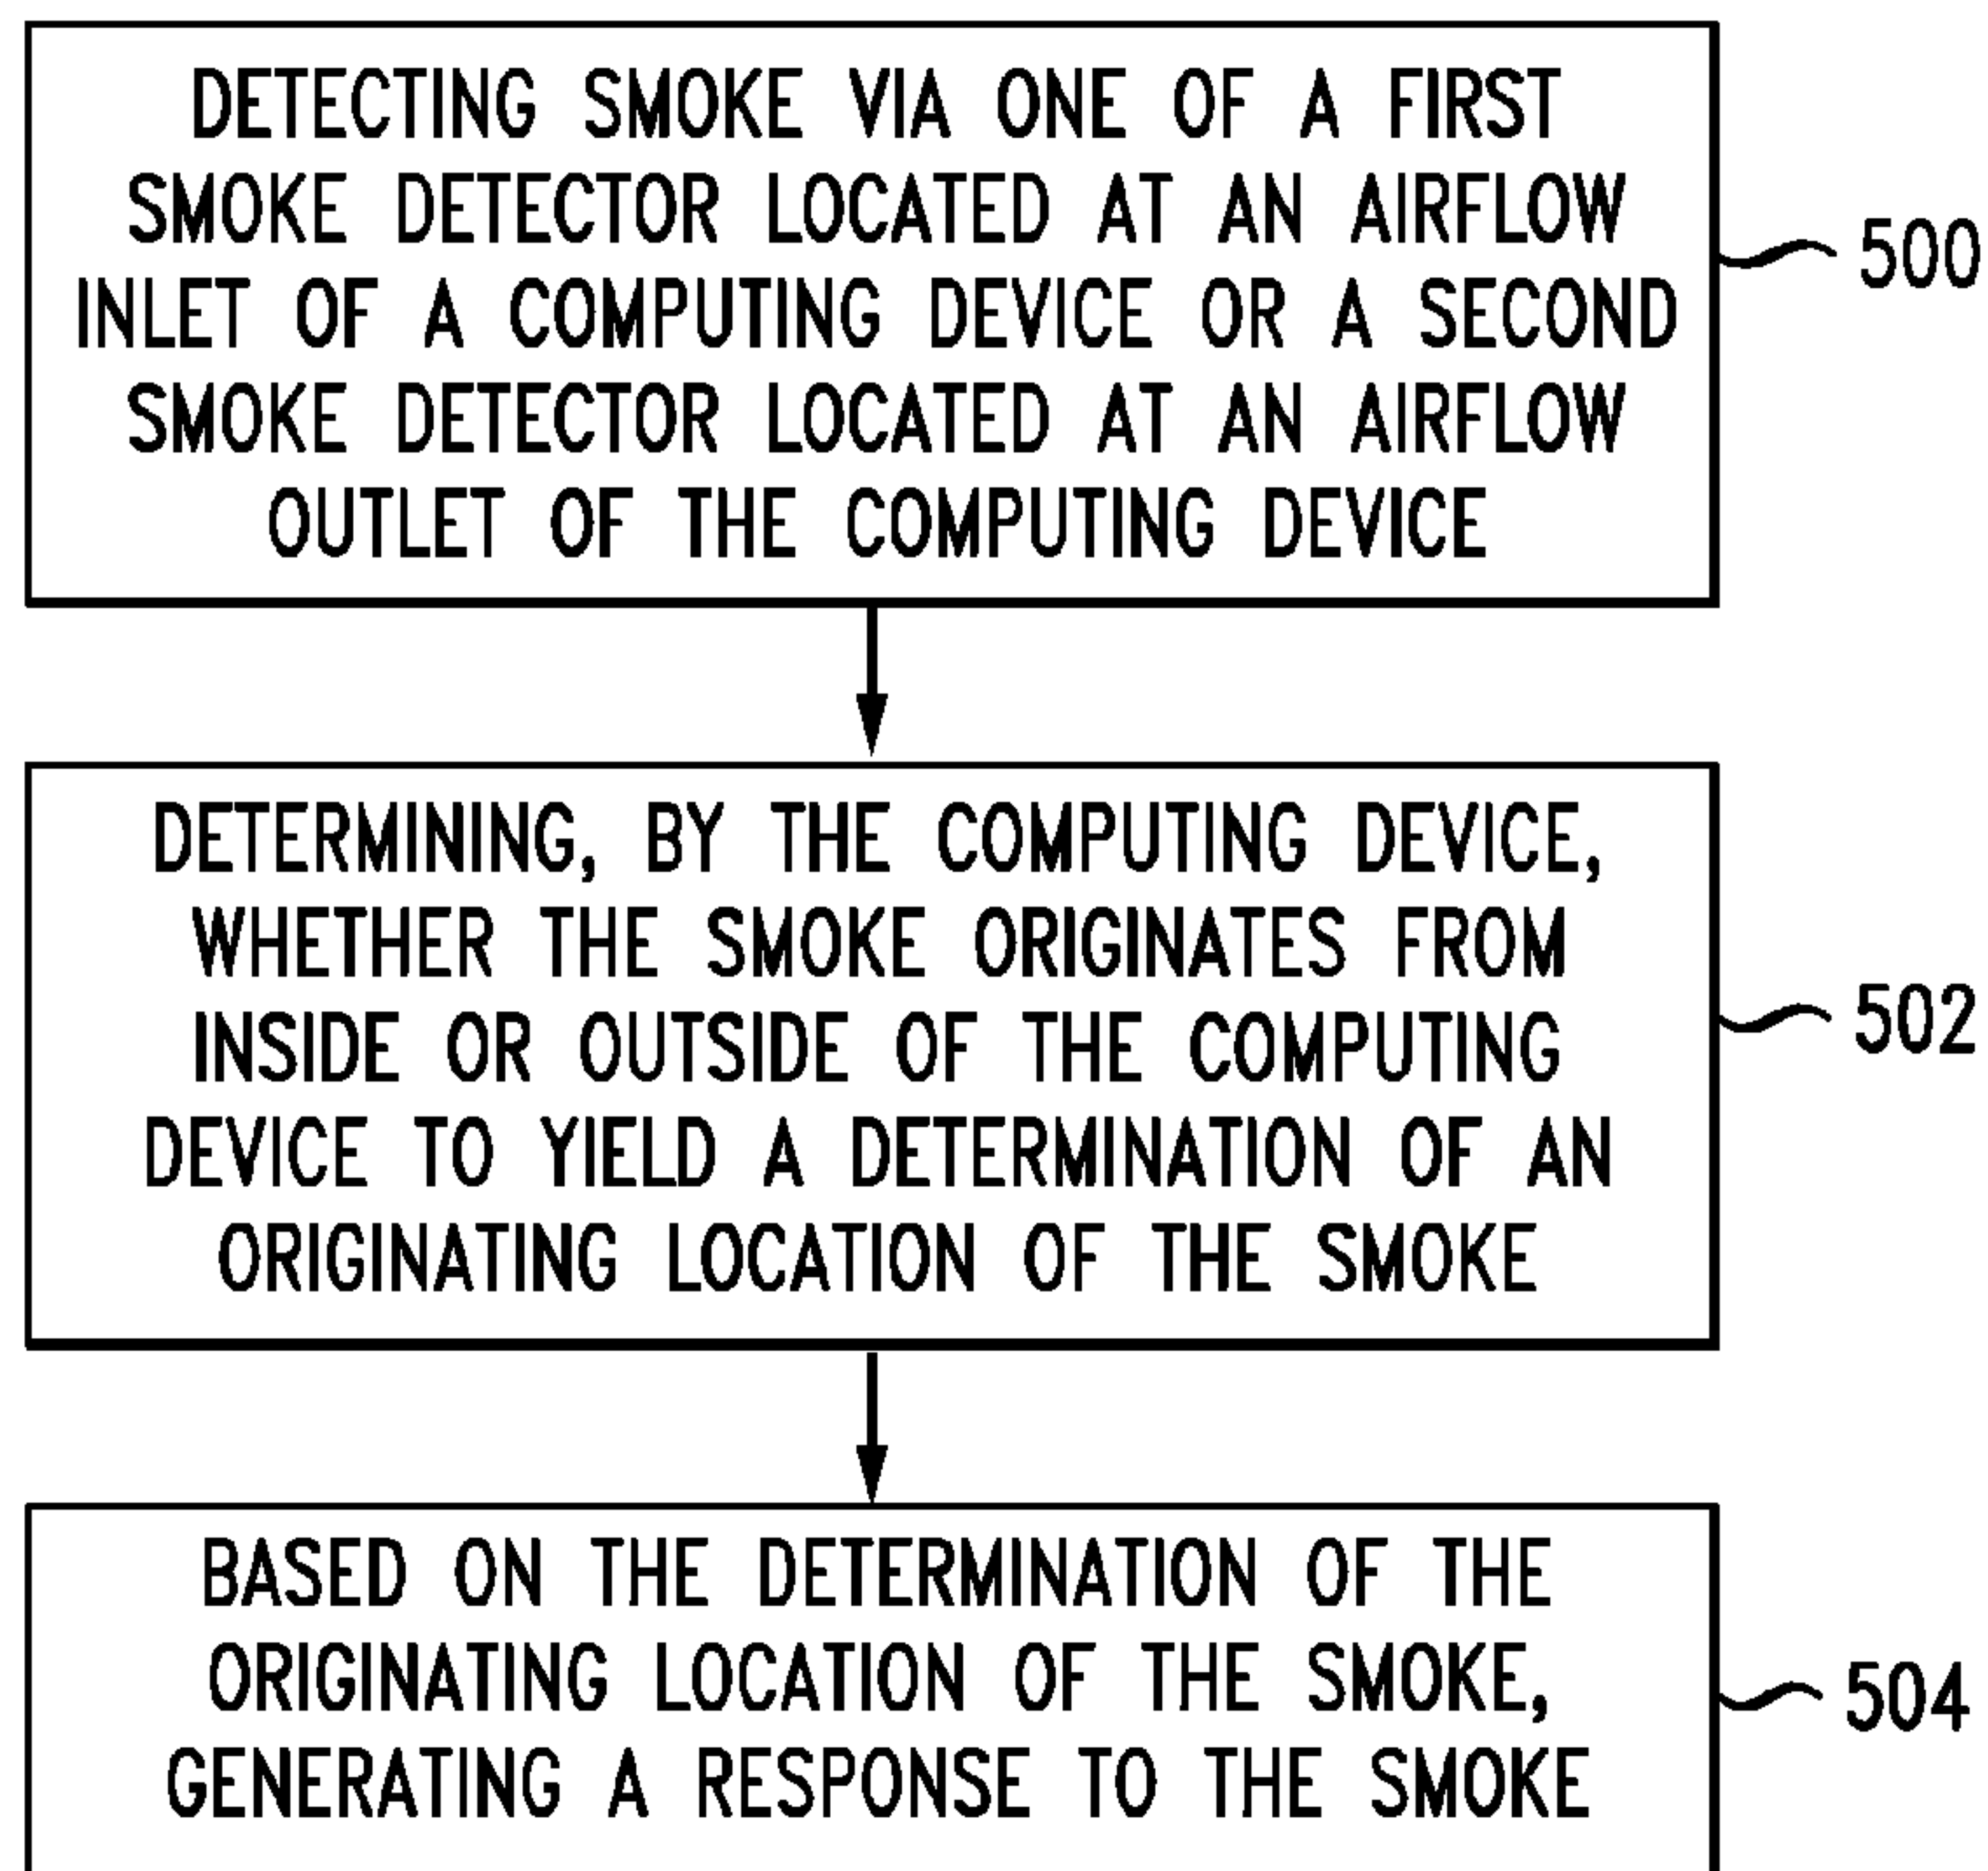 DETECTING SMOKE VIA ONE OF A FIRST
SMOKE DETECTOR LOCATED AT AN AIRFLOW
INLET OF A COMPUTING DEVICE OR A SECOND
SMOKE DETECTOR LOCATED AT AN AIRFLOW
OUTLET OF THE COMPUTING DEVICE
500
DETERMINING, BY THE COMPUTING DEVICE,
WHETHER THE SMOKE ORIGINATES FROM
INSIDE OR OUTSIDE OF THE COMPUTING
DEVICE TO YIELD A DETERMINATION OF AN
ORIGINATING LOCATION OF THE SMOKE
502
BASED ON THE DETERMINATION OF THE
ORIGINATING LOCATION OF THE SMOKE,
GENERATING A RESPONSE TO THE SMOKE
504